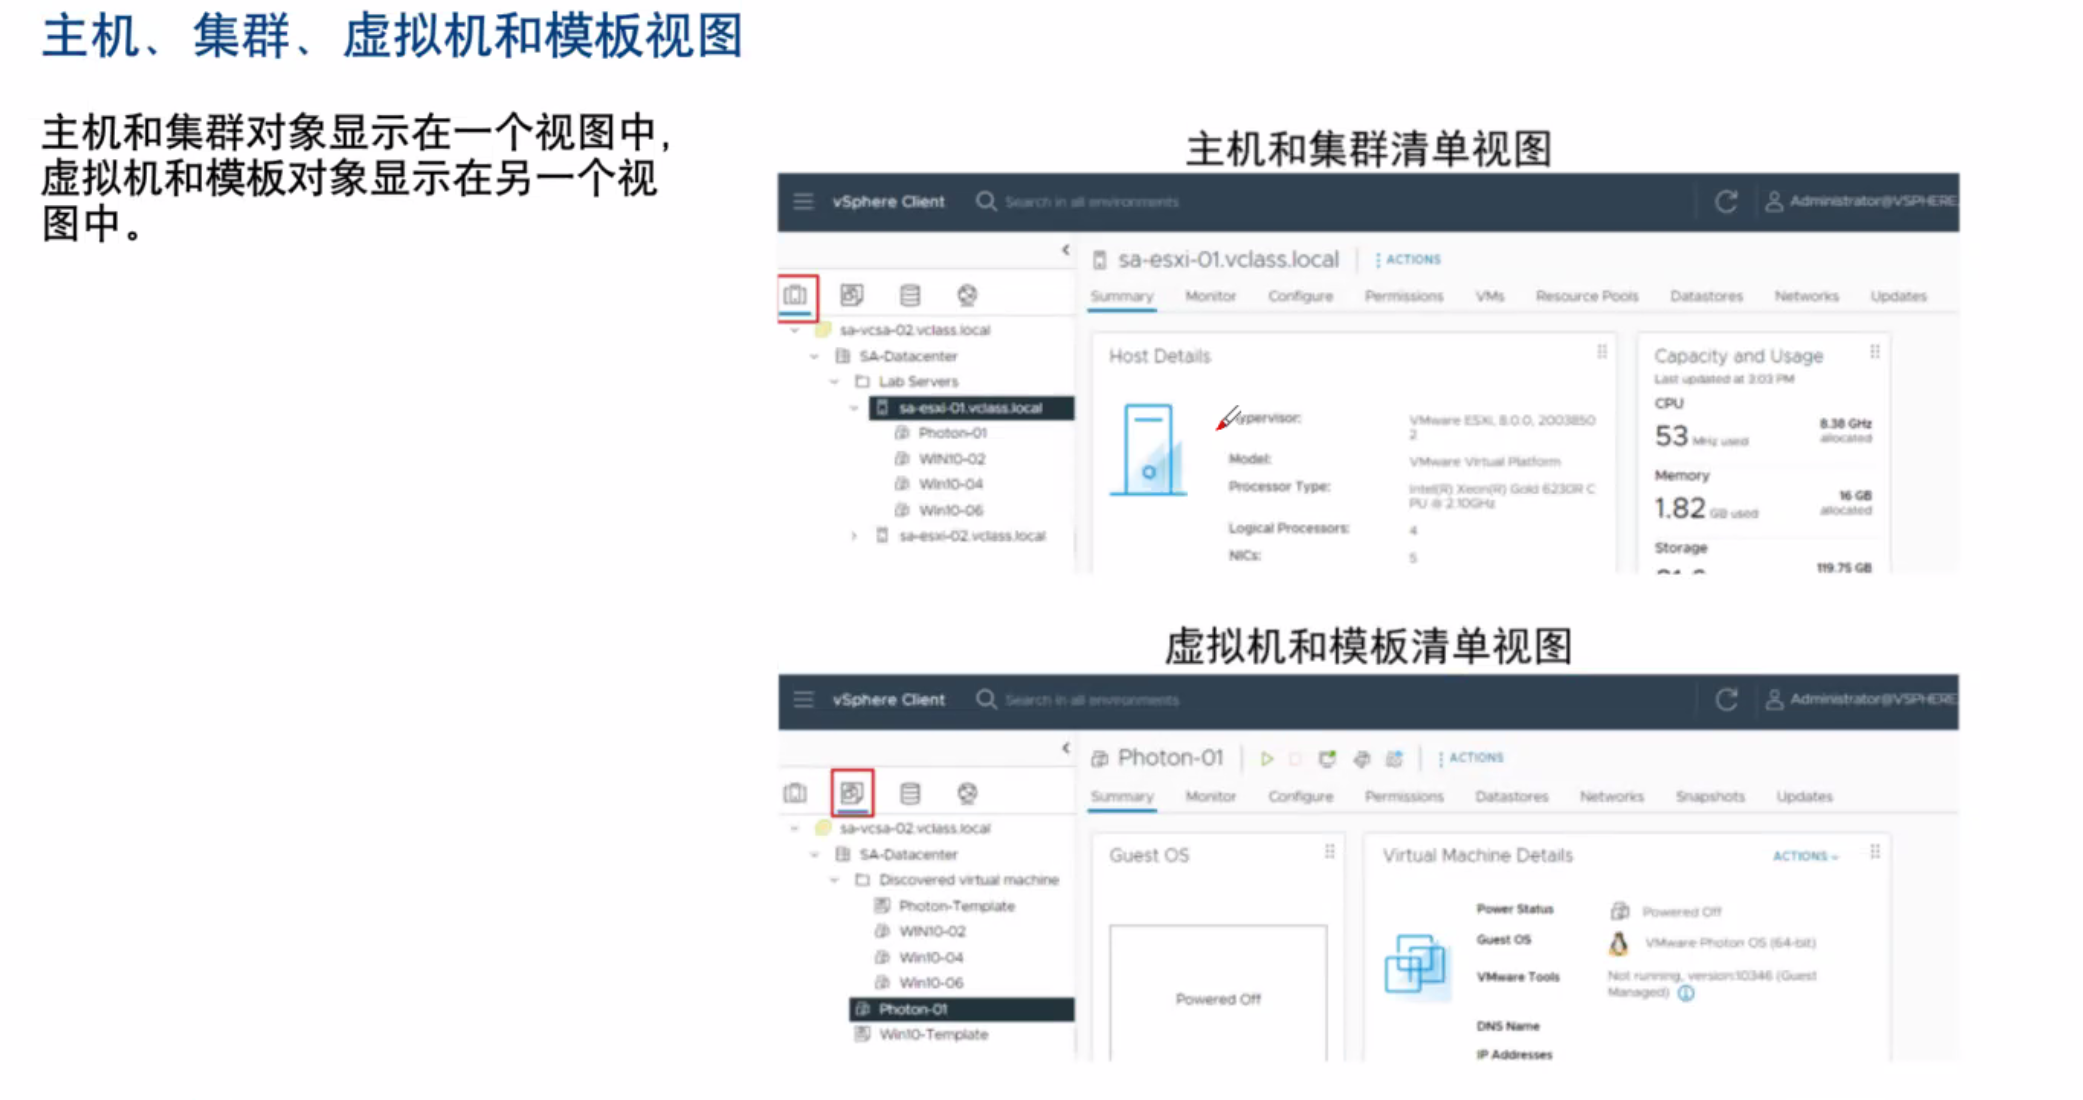 主机、集群、虚拟机和模板视图
主机和集群对象显示在一个视图中,
虚拟机和模板对象显示在另一个视
图中。
主机和集群清单视图
vSphere Client
Search in all environments
Administrator@VSPHERE
sa-esxi-01.vclass.local
ACTIONS
Summary Monitor Configure Permissions VMs Resource Pools Datastores Networks Updates
sa-vcsa-02.vclass.local
SA-Datacenter
Lab Servers
sa-esxi-01.vclass.local
Photon-01
WIN10-02
Win10-04
Win10-06
sa-esxi-02.vclass.local
Host Details
ypervisor: VMware ESXi, 8.0.0, 2003850
2
Model: VMware Virtual Platform
Processor Type: Intel(R) Xeon(R) Gold 6230R C
PU @ 2.10GHz
Logical Processors: 4
NICs: 5
Capacity and Usage
Last updated at 3:03 PM
CPU
53 MHz used
8.38 GHz
allocated
Memory
1.82 GB used
16 GB
allocated
Storage
119.75 GB
虚拟机和模板清单视图
vSphere Client
Search in all environments
Administrator@VSPHERE
Photon-01
ACTIONS
Summary Monitor Configure Permissions Datastores Networks Snapshots Updates
sa-vcsa-02.vclass.local
SA-Datacenter
Discovered virtual machine
Photon-Template
WIN10-02
Win10-04
Win10-06
Photon-01
Win10-Template
Guest OS
Powered Off
Virtual Machine Details
ACTIONS
Power Status Powered Off
Guest OS VMware Photon OS (64-bit)
VMware Tools Not running, version:10346 (Guest
Managed)
DNS Name
IP Addresses